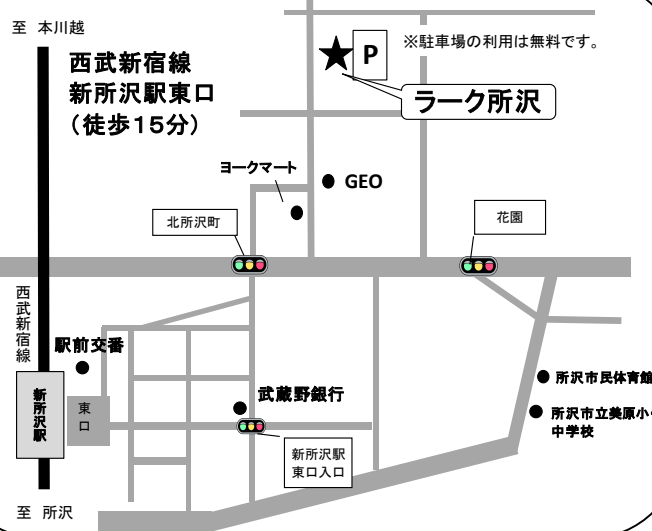 至 本川越
西武新宿線
新所沢駅東口
（徒歩15分）
P
※駐車場の利用は無料です。
ラーク所沢
ヨークマート
GEO
北所沢町
花園
西武新宿線
駅前交番
新所沢駅
東口
武蔵野銀行
新所沢駅
東口入口
所沢市民体育館
所沢市立美原小・
中学校
至 所沢